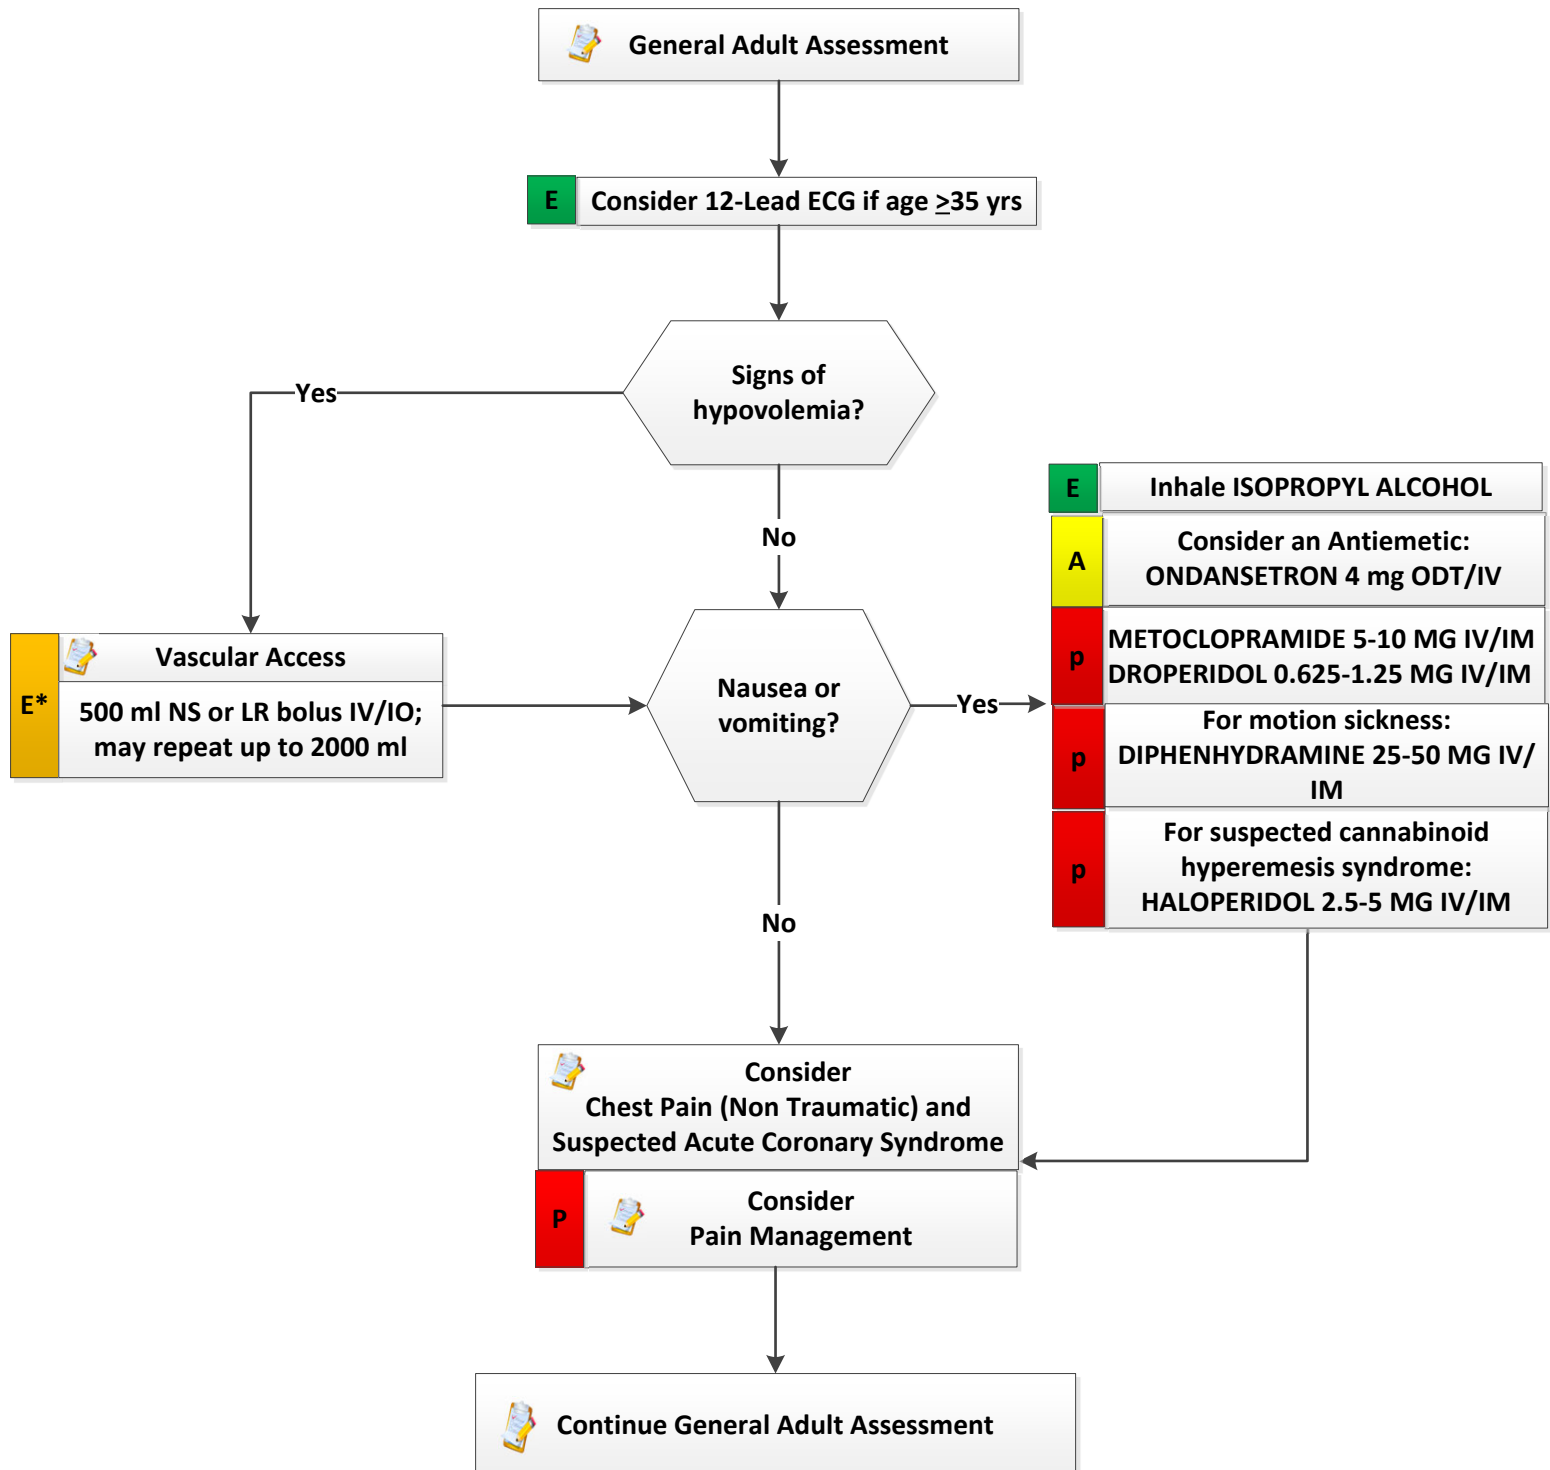 General Adult Assessment
E
Consider 12-Lead ECG if age ≥35 yrs
Signs of
hypovolemia?
Yes
No
E*
Vascular Access
500 ml NS or LR bolus IV/IO;
may repeat up to 2000 ml
Nausea or
vomiting?
Yes
E
Inhale ISOPROPYL ALCOHOL
A
Consider an Antiemetic:
ONDANSETRON 4 mg ODT/IV
p
METOCLOPRAMIDE 5-10 MG IV/IM
DROPERIDOL 0.625-1.25 MG IV/IM
p
For motion sickness:
DIPHENHYDRAMINE 25-50 MG IV/
IM
p
For suspected cannabinoid
hyperemesis syndrome:
HALOPERIDOL 2.5-5 MG IV/IM
No
Consider
Chest Pain (Non Traumatic) and
Suspected Acute Coronary Syndrome
P
Consider
Pain Management
Continue General Adult Assessment